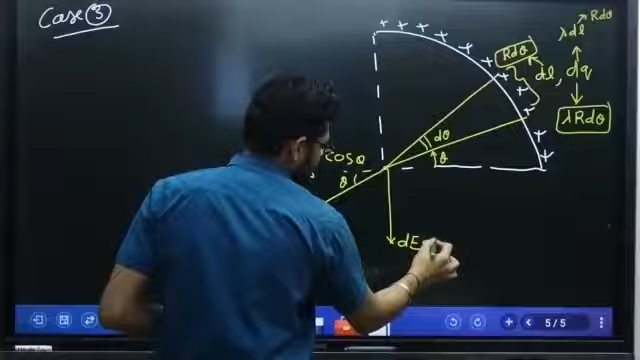 Case ③
λdl
Rdθ
+ + + + + + + + + +
Rdθ
dl, dq
λRdθ
dθ
θ
cosθ
θ
dE
5/5